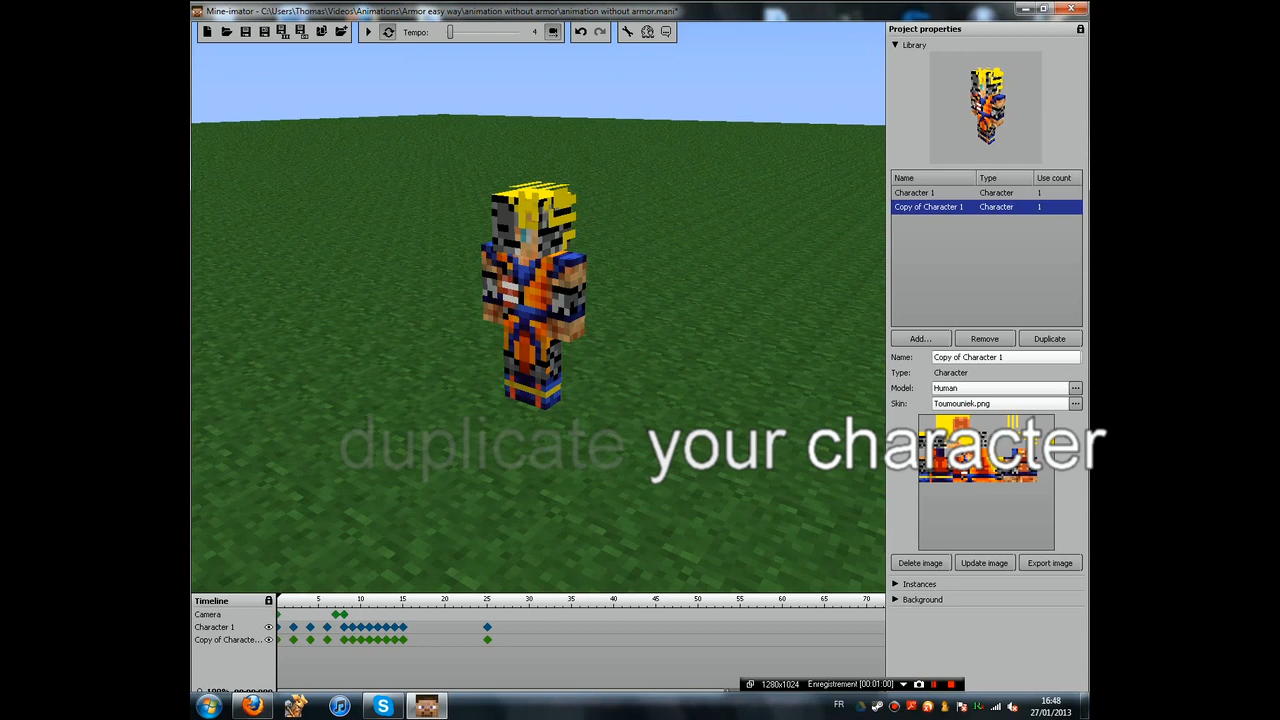 Mine-imator - C:\Users\Thomas\Videos\Animations\Armor easy way\animation without armor\animation without armor.mani*
Tempo: 4
Project properties
Library
Name Type Use count
Character 1 Character 1
Copy of Character 1 Character 1
Add... Remove Duplicate
Name: Copy of Character 1
Type: Character
Model: Human ...
Skin: Toumouniek.png ...
duplicate your character
Delete image Update image Export image
Instances
Background
Timeline 5 10 15 20 25 30 35 40 45 50 55 60 65 70
Camera
Character 1
Copy of Characte...
1280x1024 Enregistrement [00:01:00]
FR
16:48
27/01/2013